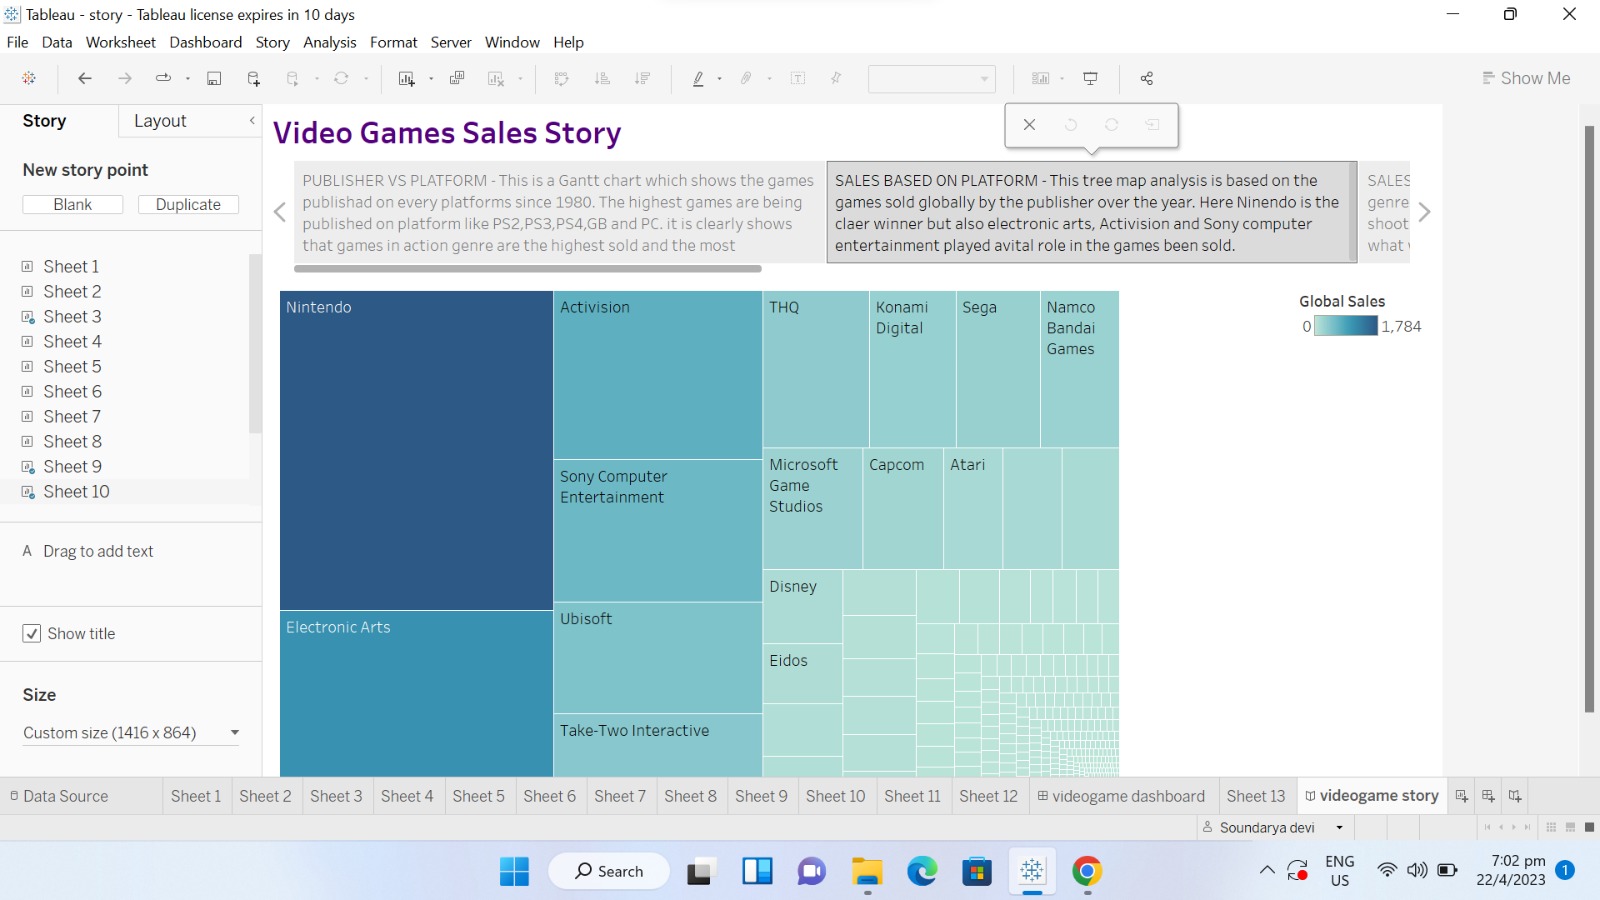 Tableau - story - Tableau license expires in 10 days
File Data Worksheet Dashboard Story Analysis Format Server Window Help
Show Me
Story Layout
New story point
Blank Duplicate
Sheet 1
Sheet 2
Sheet 3
Sheet 4
Sheet 5
Sheet 6
Sheet 7
Sheet 8
Sheet 9
Sheet 10
A Drag to add text
Show title
Size
Custom size (1416 x 864)
Video Games Sales Story
PUBLISHER VS PLATFORM - This is a Gantt chart which shows the games
publishad on every platforms since 1980. The highest games are being
published on platform like PS2,PS3,PS4,GB and PC. it is clearly shows
that games in action genre are the highest sold and the most
SALES BASED ON PLATFORM - This tree map analysis is based on the
games sold globally by the publisher over the year. Here Ninendo is the
claer winner but also electronic arts, Activision and Sony computer
entertainment played avital role in the games been sold.
SALES
genre
shoot
what
Nintendo
Electronic Arts
Activision
Sony Computer
Entertainment
Ubisoft
Take-Two Interactive
THQ
Konami
Digital
Sega
Namco
Bandai
Games
Microsoft
Game
Studios
Capcom
Atari
Disney
Eidos
Global Sales
0 1,784
Data Source Sheet 1 Sheet 2 Sheet 3 Sheet 4 Sheet 5 Sheet 6 Sheet 7 Sheet 8 Sheet 9 Sheet 10 Sheet 11 Sheet 12 videogame dashboard Sheet 13 videogame story
Soundarya devi
Search
ENG
US
7:02 pm
22/4/2023
1